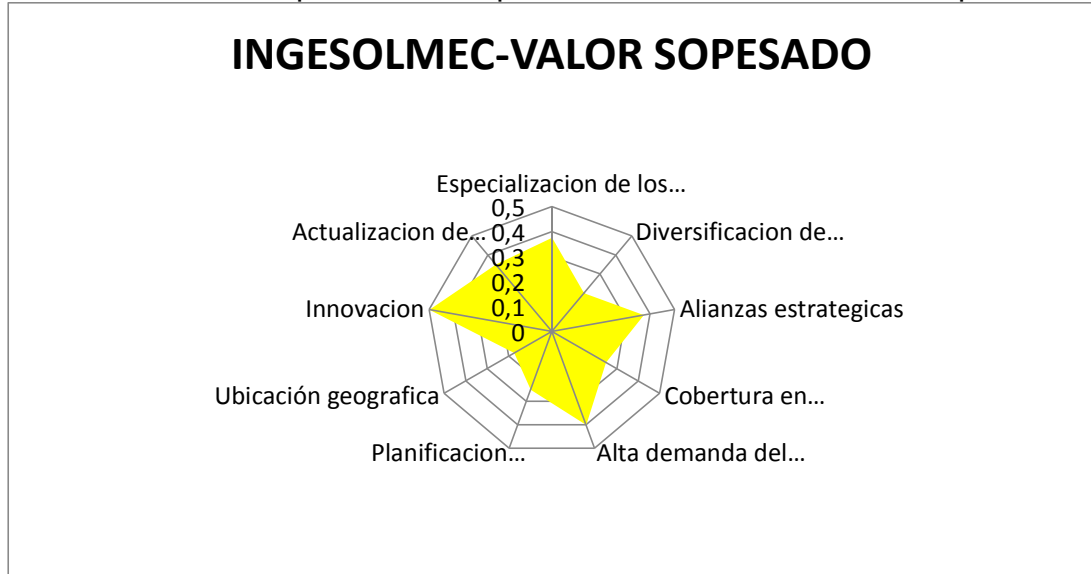 INGESOLMEC-VALOR SOPESADO
Especializacion de los...
0,5
Actualizacion de...
0,4
Diversificacion de...
0,3
0,2
Innovacion
0,1
Alianzas estrategicas
0
Ubicación geografica
Cobertura en...
Planificacion...
Alta demanda del...